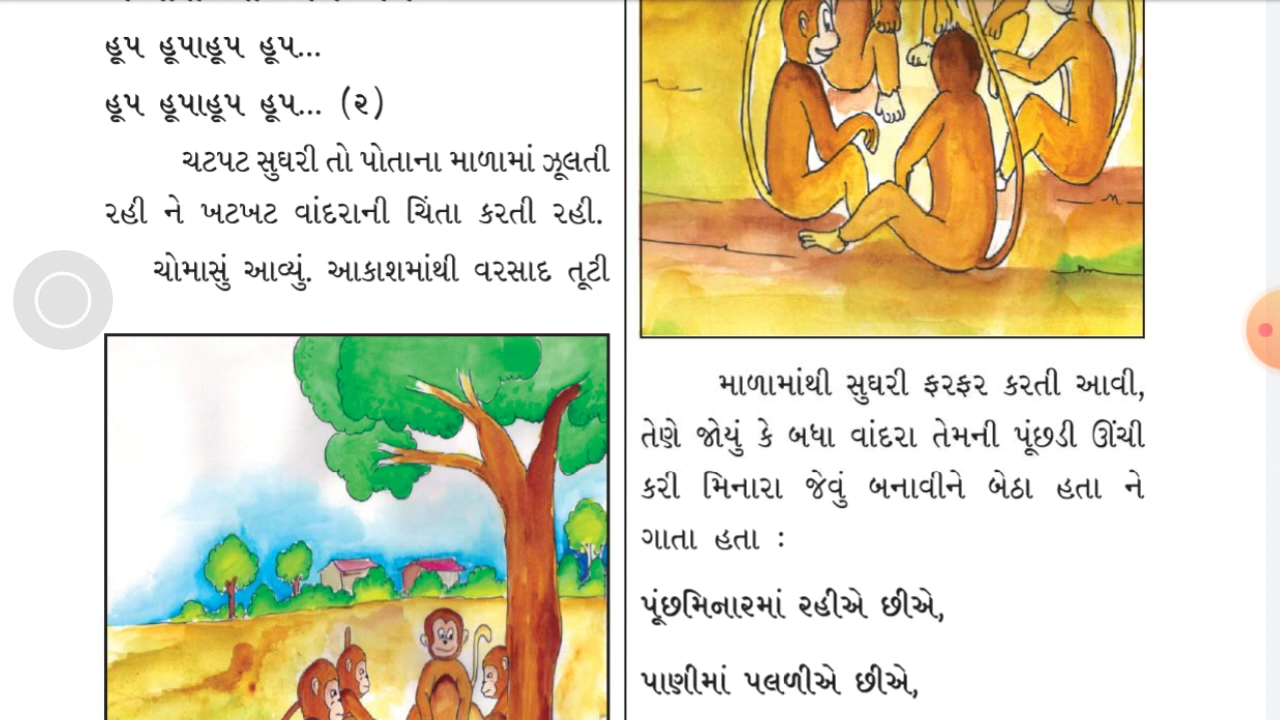 હૂપ હૂપાહૂપ હૂપ...
હૂપ હૂપાહૂપ હૂપ... (૨)
ચટપટ સુઘરી તો પોતાના માળામાં ઝૂલતી
રહી ને ખટખટ વાંદરાની ચિંતા કરતી રહી.
ચોમાસું આવ્યું. આકાશમાંથી વરસાદ તૂટી
માળામાંથી સુઘરી ફરફર કરતી આવી,
તેણે જોયું કે બધા વાંદરા તેમની પૂંછડી ઊંચી
કરી મિનારા જેવું બનાવીને બેઠા હતા ને
ગાતા હતા :
પૂંછમિનારમાં રહીએ છીએ,
પાણીમાં પલળીએ છીએ,